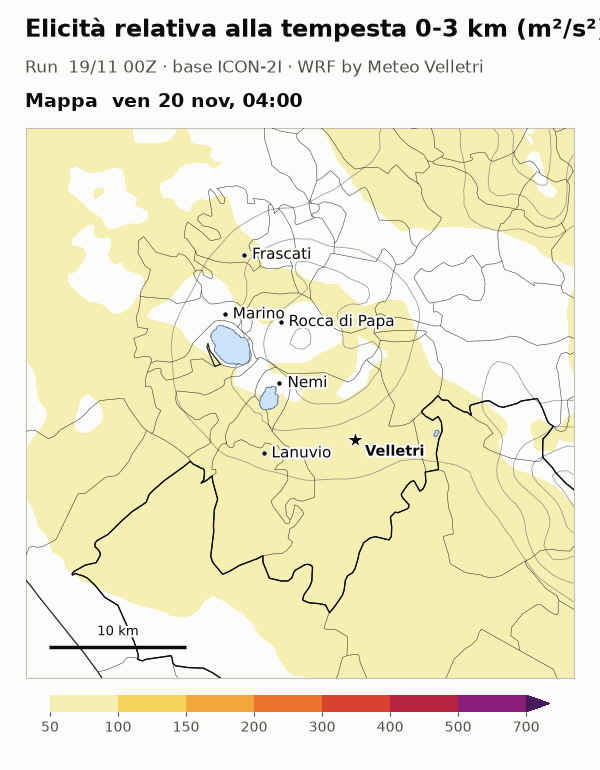 Elicità relativa alla tempesta 0-3 km (m²/s²)
Run  19/11 00Z · base ICON-2I · WRF by Meteo Velletri
Mappa  ven 20 nov, 04:00
Frascati
Marino
Rocca di Papa
Nemi
Velletri
Lanuvio
10 km
50 100 150 200 300 400 500 700